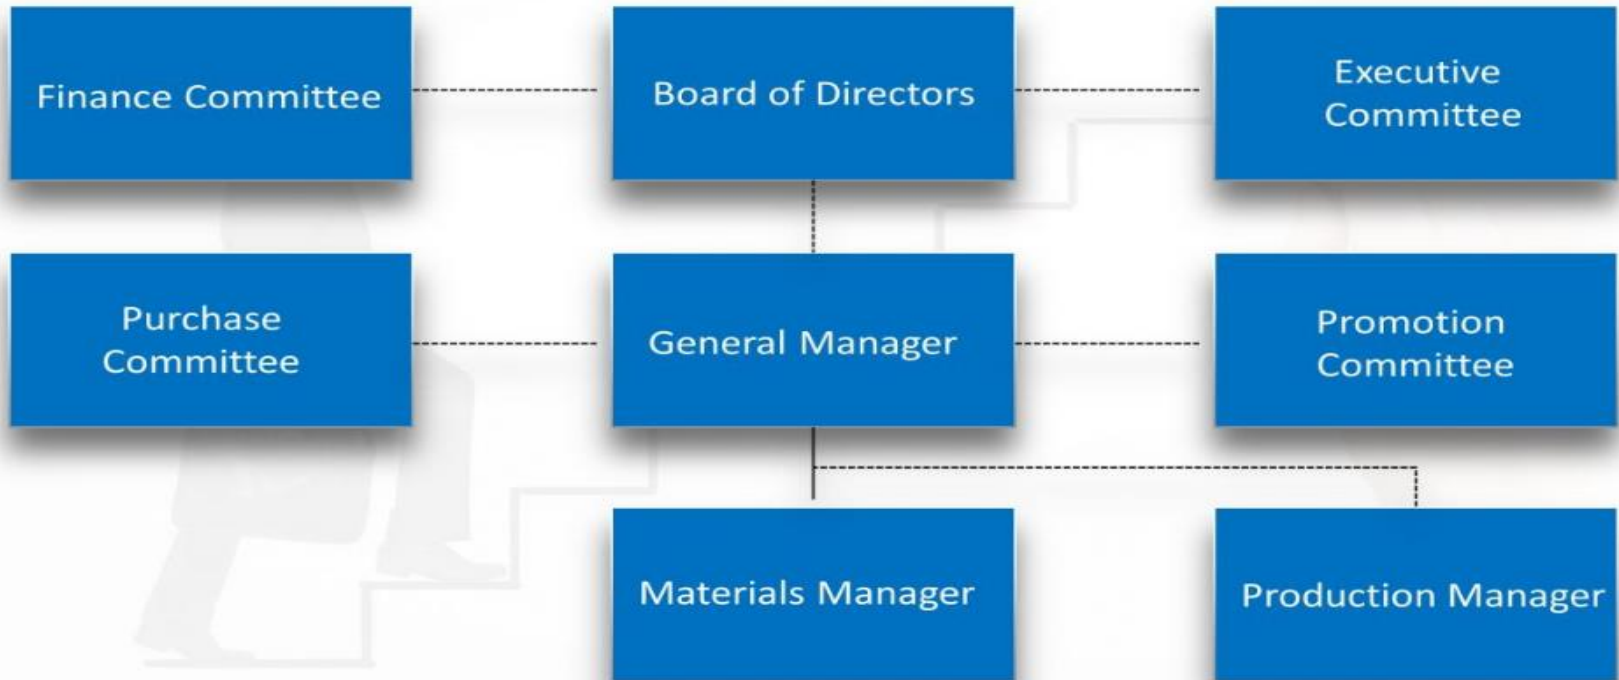 Finance Committee
Board of Directors
Executive
Committee
Purchase
Committee
General Manager
Promotion
Committee
Materials Manager
Production Manager